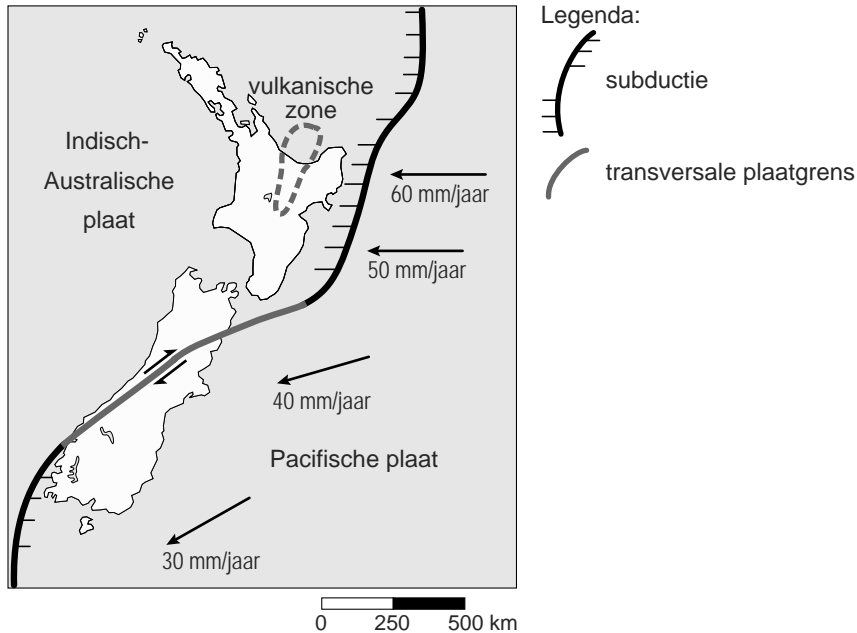 Legenda:
subductie
transversale plaatgrens
vulkanische
zone
Indisch-
Australische
plaat
60 mm/jaar
50 mm/jaar
40 mm/jaar
Pacifische plaat
30 mm/jaar
0 250 500 km